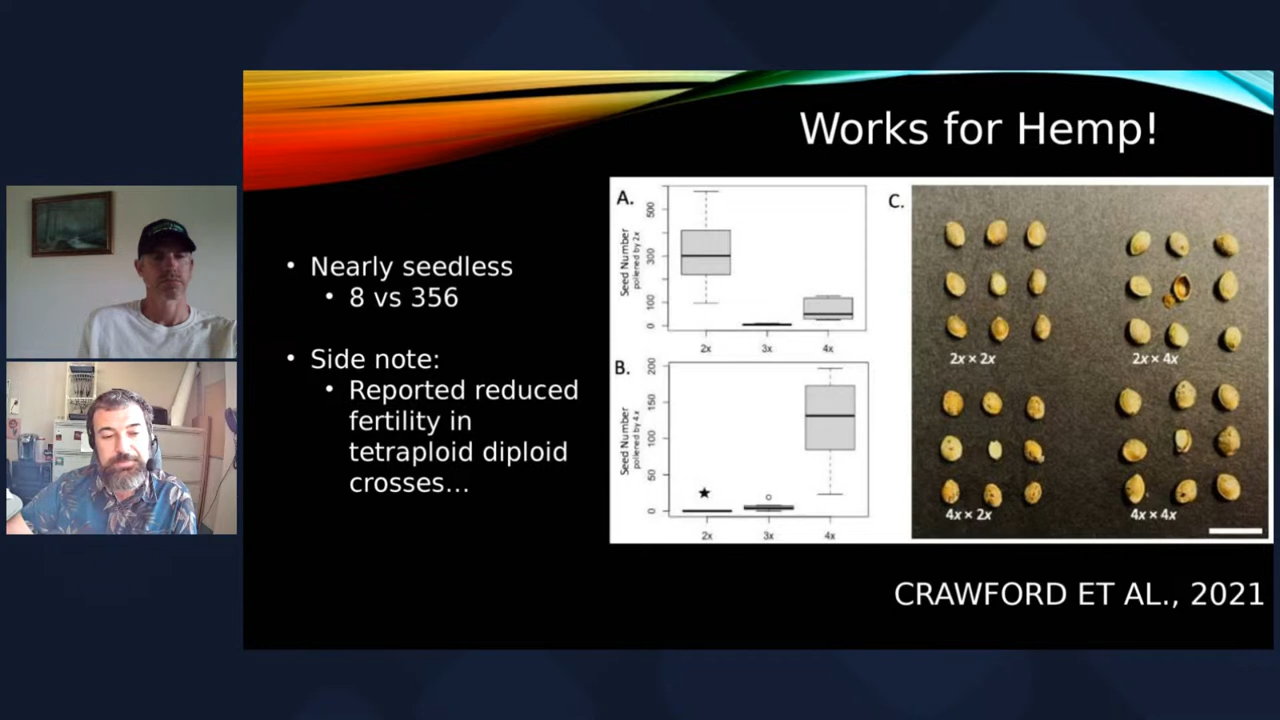 Works for Hemp!
• Nearly seedless
• 8 vs 356
• Side note:
• Reported reduced
fertility in
tetraploid diploid
crosses...
A.
Seed Number
pollened by 2x
500
300
100
0
2x
3x
4x
B.
Seed Number
pollened by 4x
200
150
100
50
0
2x
3x
4x
C.
2x × 2x
2x × 4x
4x × 2x
4x × 4x
CRAWFORD ET AL., 2021